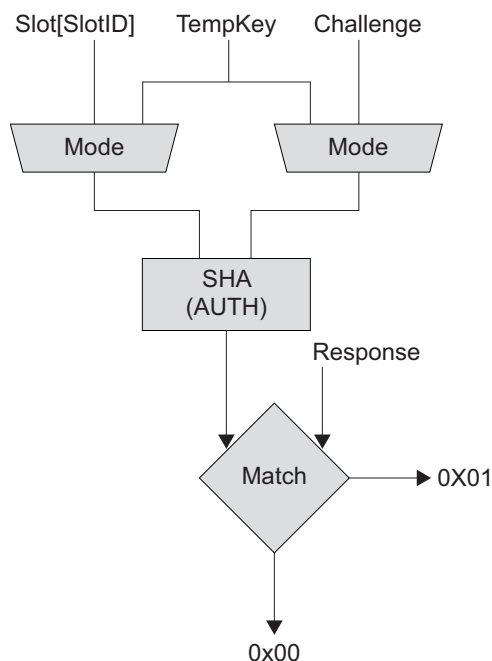 Slot[SlotID]
TempKey
Challenge
Mode
Mode
SHA
(AUTH)
Response
Match
0X01
0x00